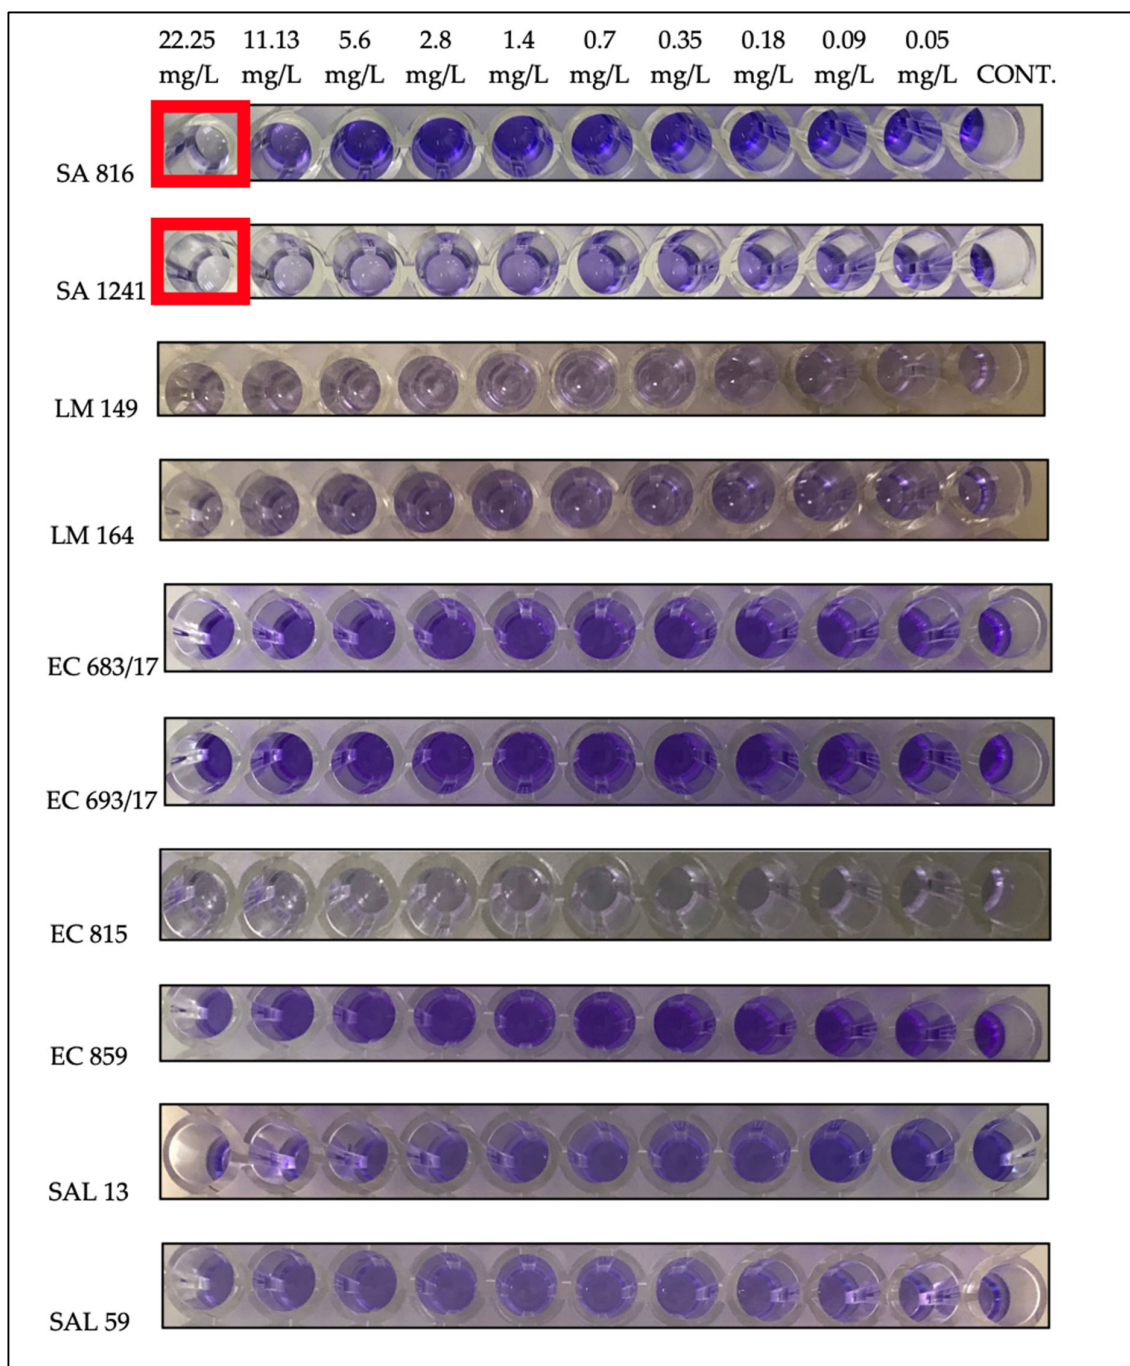 22.25 11.13 5.6 2.8 1.4 0.7 0.35 0.18 0.09 0.05
mg/L mg/L mg/L mg/L mg/L mg/L mg/L mg/L mg/L mg/L CONT.
SA 816
SA 1241
LM 149
LM 164
EC 683/17
EC 693/17
EC 815
EC 859
SAL 13
SAL 59